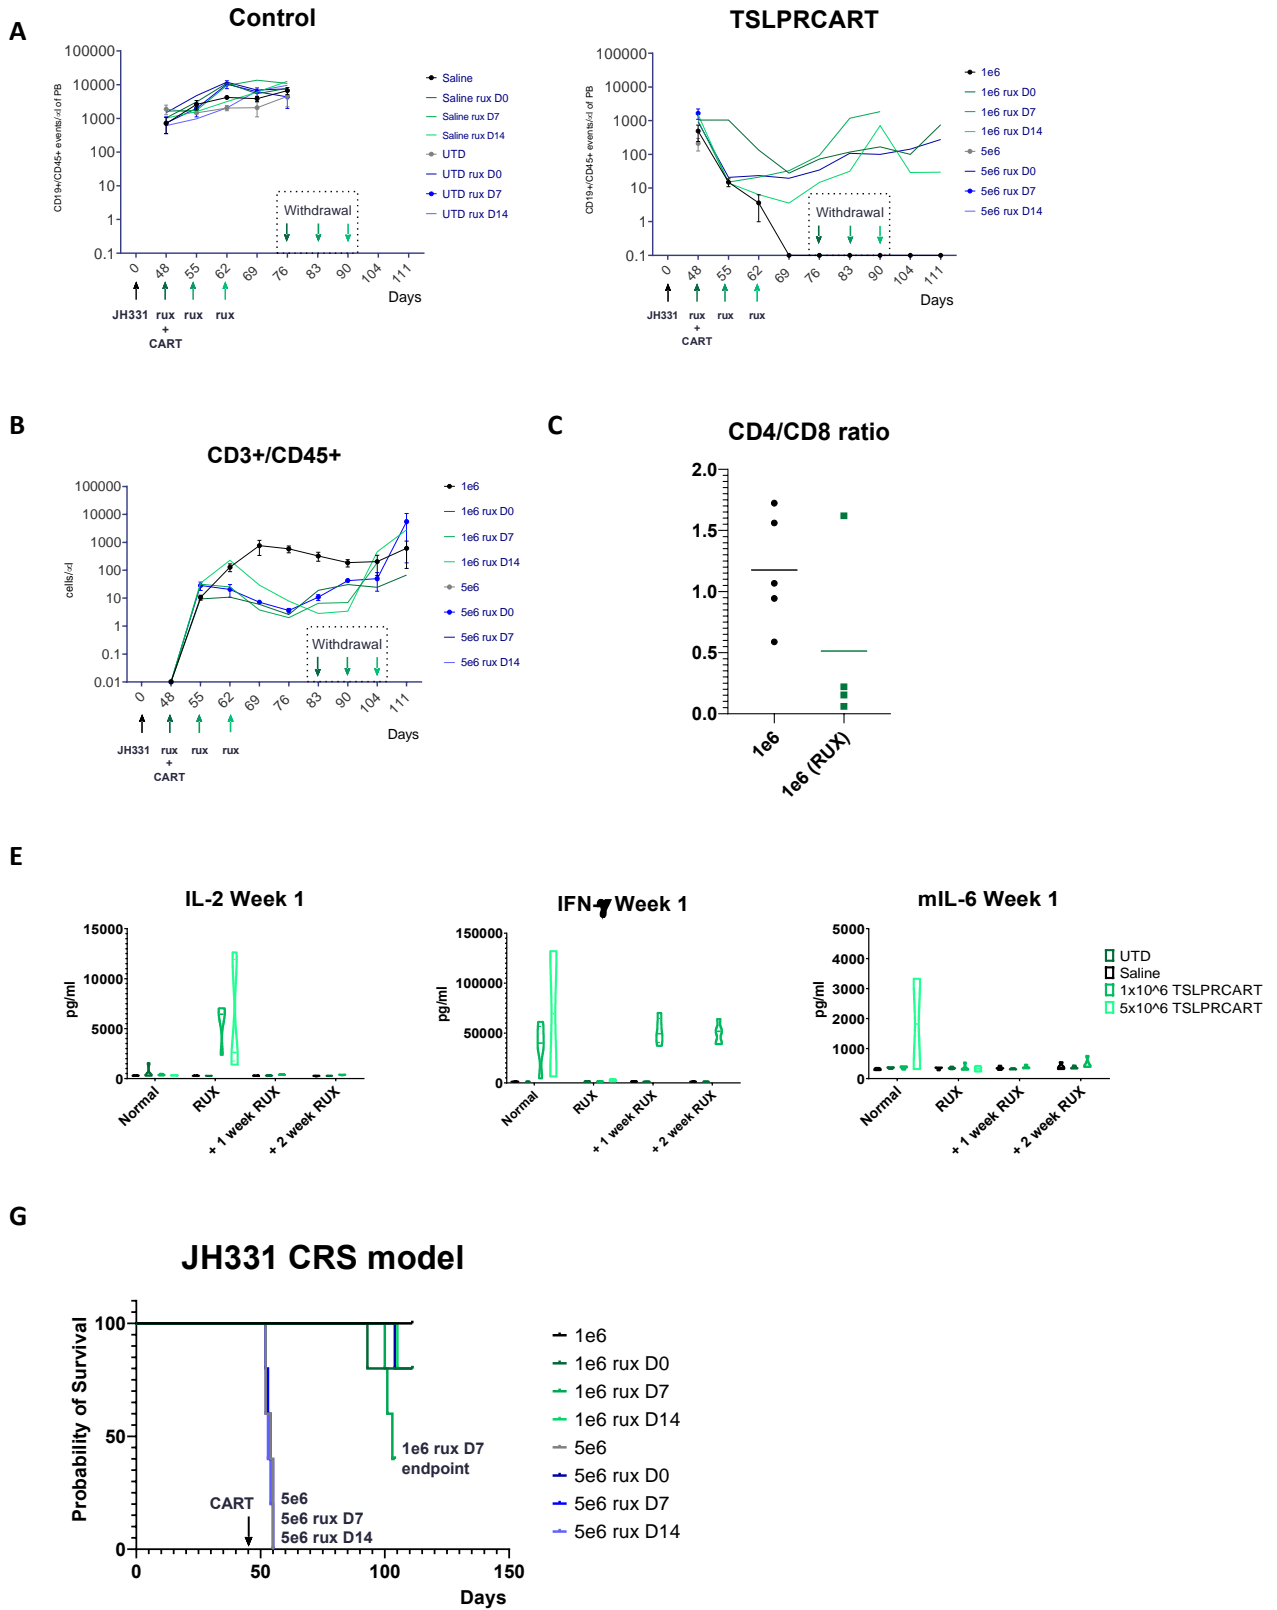 A
Control
CD19+/CD45+ events/㎕ of PB
100000
10000
1000
100
10
1
0.1
0
48
55
62
69
76
83
90
104
111
Days
Withdrawal
JH331
rux
+
CART
rux
rux
Saline
Saline rux D0
Saline rux D7
Saline rux D14
UTD
UTD rux D0
UTD rux D7
UTD rux D14
TSLPRCART
100000
10000
1000
100
10
1
0.1
0
48
55
62
69
76
83
90
104
111
Days
Withdrawal
JH331
rux
+
CART
rux
rux
1e6
1e6 rux D0
1e6 rux D7
1e6 rux D14
5e6
5e6 rux D0
5e6 rux D7
5e6 rux D14
B
CD3+/CD45+
100000
10000
1000
100
10
1
0.1
0.01
0
48
55
62
69
76
83
90
104
111
Days
Withdrawal
JH331
rux
+
CART
rux
rux
1e6
1e6 rux D0
1e6 rux D7
1e6 rux D14
5e6
5e6 rux D0
5e6 rux D7
5e6 rux D14
C
CD4/CD8 ratio
2.0
1.5
1.0
0.5
0.0
1e6
1e6 (RUX)
E
IL-2 Week 1
pg/ml
15000
10000
5000
0
Normal
RUX
+ 1 week RUX
+ 2 week RUX
IFN-γ Week 1
pg/ml
150000
100000
50000
0
Normal
RUX
+ 1 week RUX
+ 2 week RUX
mIL-6 Week 1
pg/ml
5000
4000
3000
2000
1000
0
Normal
RUX
+ 1 week RUX
+ 2 week RUX
UTD
Saline
1x10^6 TSLPRCART
5x10^6 TSLPRCART
G
JH331 CRS model
Probability of Survival
100
50
0
0
50
100
150
Days
CART
5e6
5e6 rux D7
5e6 rux D14
1e6 rux D7
endpoint
1e6
1e6 rux D0
1e6 rux D7
1e6 rux D14
5e6
5e6 rux D0
5e6 rux D7
5e6 rux D14